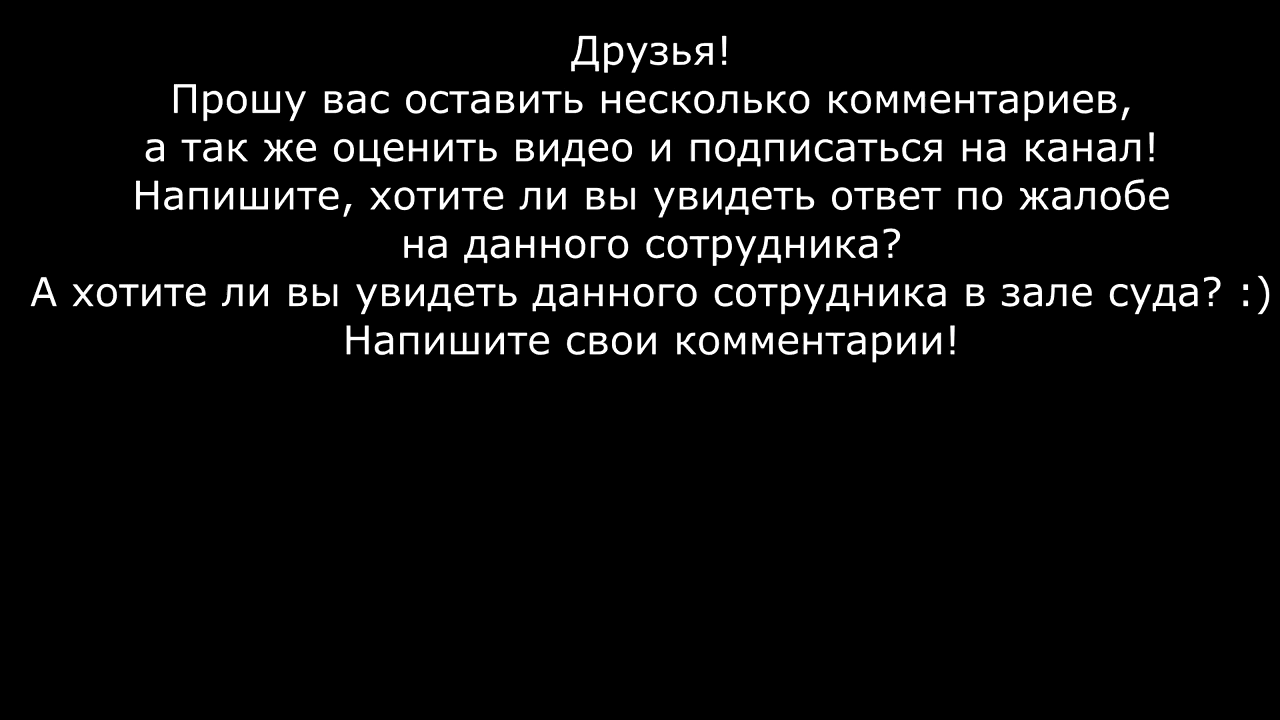 Друзья!
Прошу вас оставить несколько комментариев,
а так же оценить видео и подписаться на канал!
Напишите, хотите ли вы увидеть ответ по жалобе
на данного сотрудника?
А хотите ли вы увидеть данного сотрудника в зале суда? :)
Напишите свои комментарии!